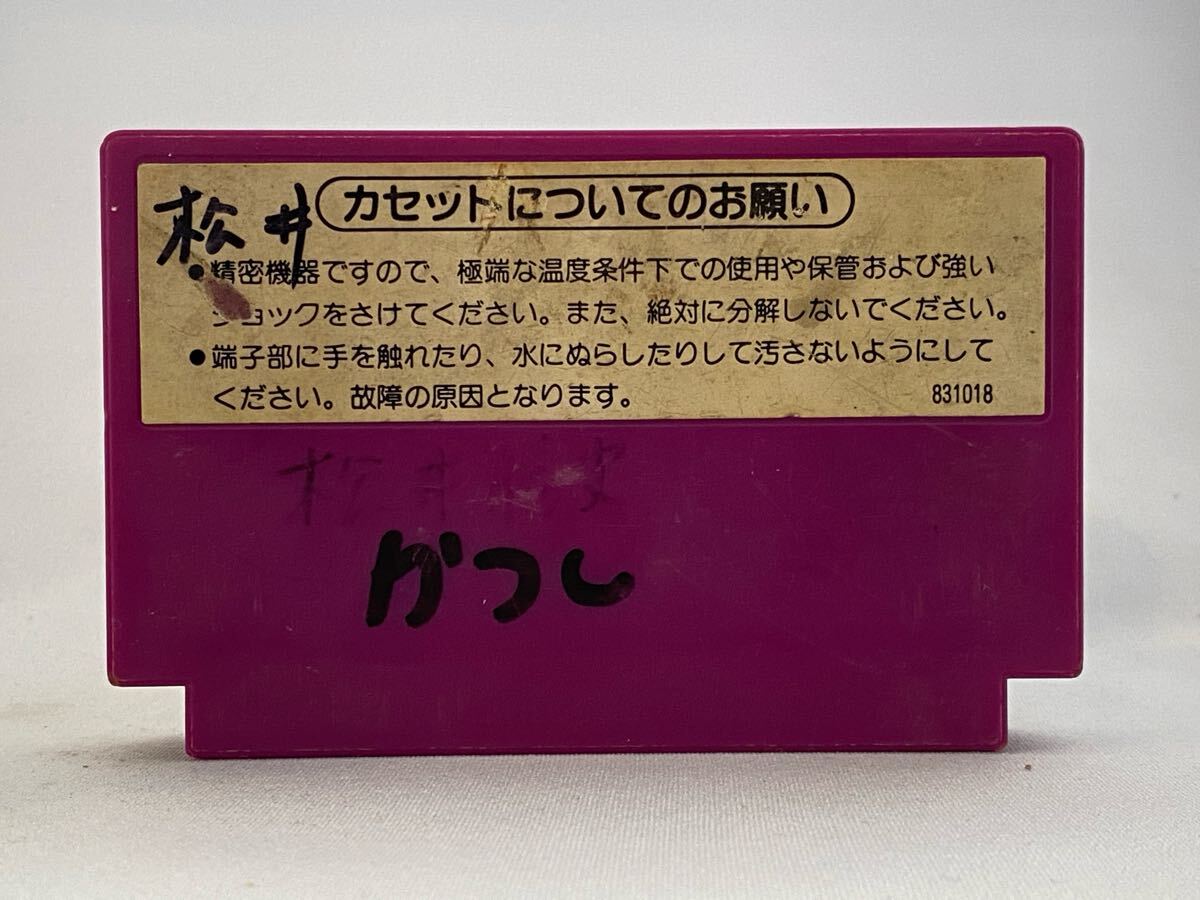 松井
カセットについてのお願い
●精密機器ですので、極端な温度条件下での使用や保管および強い
ショックをさけてください。また、絶対に分解しないでください。
●端子部に手を触れたり、水にぬらしたりして汚さないようにして
ください。故障の原因となります。
831018
松井
かつし